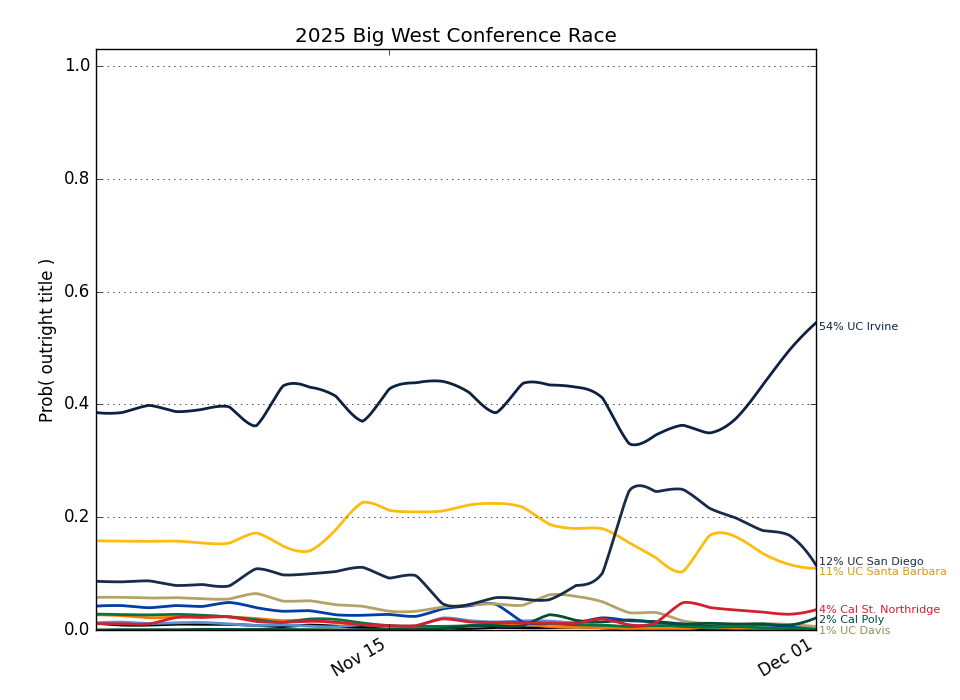 2025 Big West Conference Race
Prob( outright title )
1.0
0.8
0.6
0.4
0.2
0.0
54% UC Irvine
12% UC San Diego
11% UC Santa Barbara
4% Cal St. Northridge
2% Cal Poly
1% UC Davis
Nov 15
Dec 01